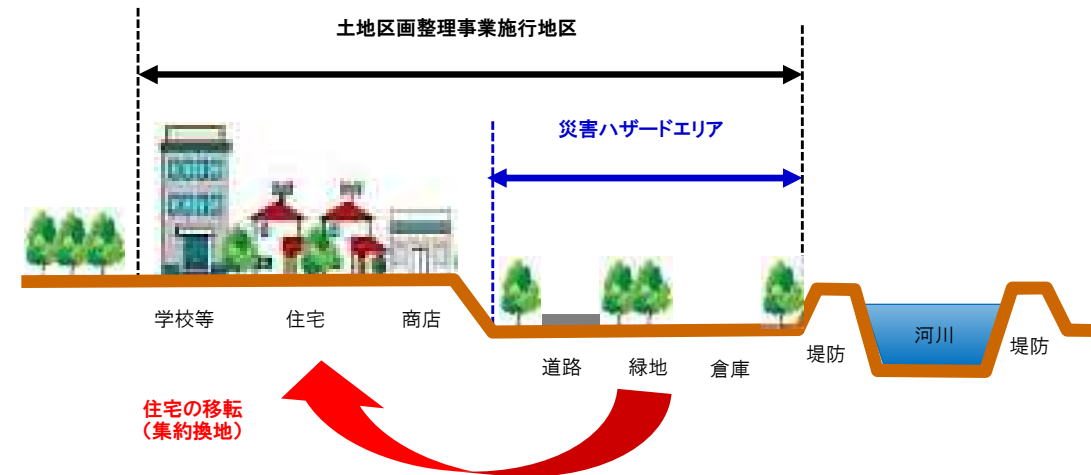 土地区画整理事業施行地区
災害ハザードエリア
学校等
住宅
商店
道路
緑地
倉庫
堤防
河川
堤防
住宅の移転
（集約換地）